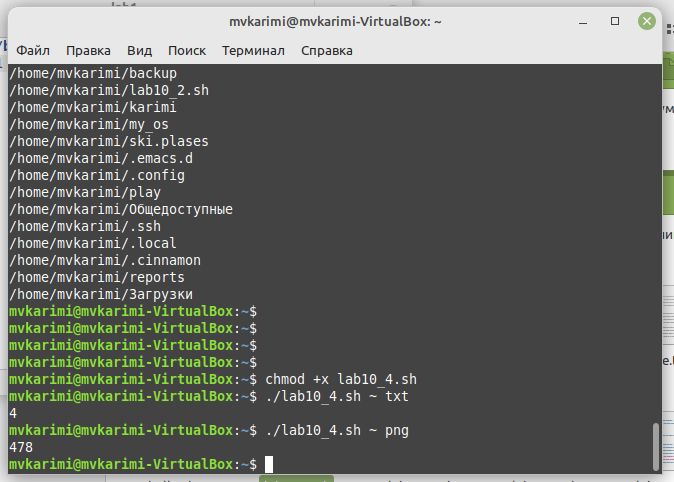 mvkarimi@mvkarimi-VirtualBox: ~
Файл Правка Вид Поиск Терминал Справка
/home/mvkarimi/backup
/home/mvkarimi/lab10_2.sh
/home/mvkarimi/karimi
/home/mvkarimi/my_os
/home/mvkarimi/ski.plases
/home/mvkarimi/.emacs.d
/home/mvkarimi/.config
/home/mvkarimi/play
/home/mvkarimi/Общедоступные
/home/mvkarimi/.ssh
/home/mvkarimi/.local
/home/mvkarimi/.cinnamon
/home/mvkarimi/reports
/home/mvkarimi/Загрузки
mvkarimi@mvkarimi-VirtualBox:~$
mvkarimi@mvkarimi-VirtualBox:~$
mvkarimi@mvkarimi-VirtualBox:~$
mvkarimi@mvkarimi-VirtualBox:~$
mvkarimi@mvkarimi-VirtualBox:~$ chmod +x lab10_4.sh
mvkarimi@mvkarimi-VirtualBox:~$ ./lab10_4.sh ~ txt
4
mvkarimi@mvkarimi-VirtualBox:~$ ./lab10_4.sh ~ png
478
mvkarimi@mvkarimi-VirtualBox:~$